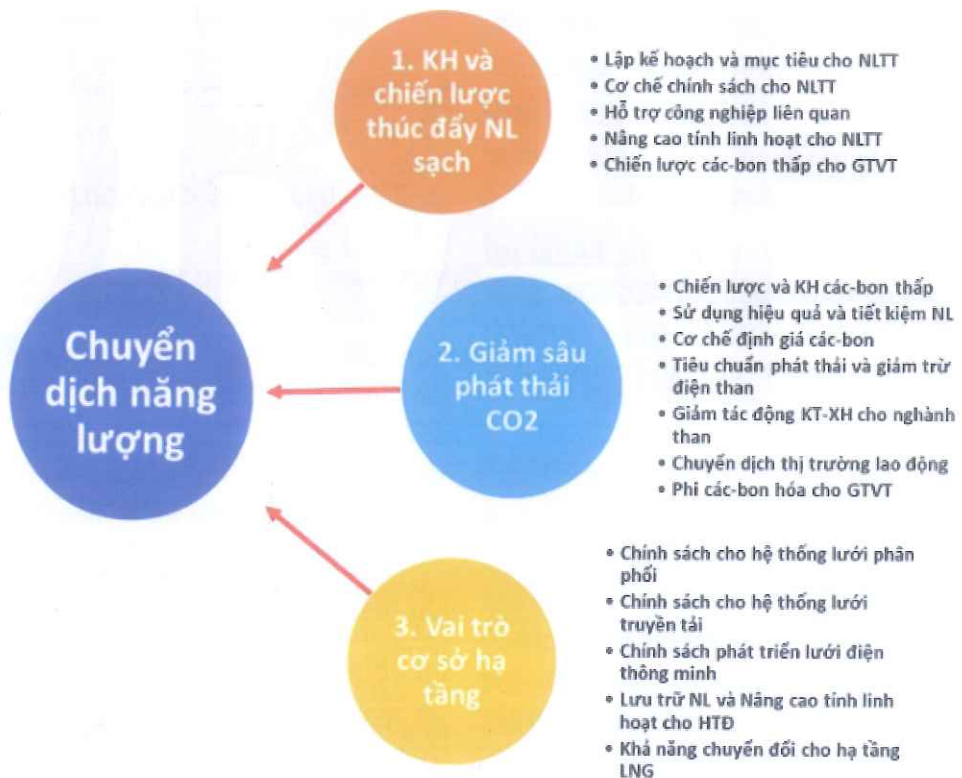 1. KH và
chiến lược
thúc đẩy NL
sạch
• Lập kế hoạch và mục tiêu cho NLTT
• Cơ chế chính sách cho NLTT
• Hỗ trợ công nghiệp liên quan
• Nâng cao tính linh hoạt cho NLTT
• Chiến lược các-bon thấp cho GTVT
Chuyển
dịch năng
lượng
2. Giảm sâu
phát thải
CO2
• Chiến lược và KH các-bon thấp
• Sử dụng hiệu quả và tiết kiệm NL
• Cơ chế định giá các-bon
• Tiêu chuẩn phát thải và giảm trừ
điện than
• Giảm tác động KT-XH cho nghành
than
• Chuyển dịch thị trường lao động
• Phi các-bon hóa cho GTVT
3. Vai trò
cơ sở hạ
tầng
• Chính sách cho hệ thống lưới phân
phối
• Chính sách cho hệ thống lưới
truyền tải
• Chính sách phát triển lưới điện
thông minh
• Lưu trữ NL và Nâng cao tính linh
hoạt cho HTĐ
• Khả năng chuyển đổi cho hạ tầng
LNG